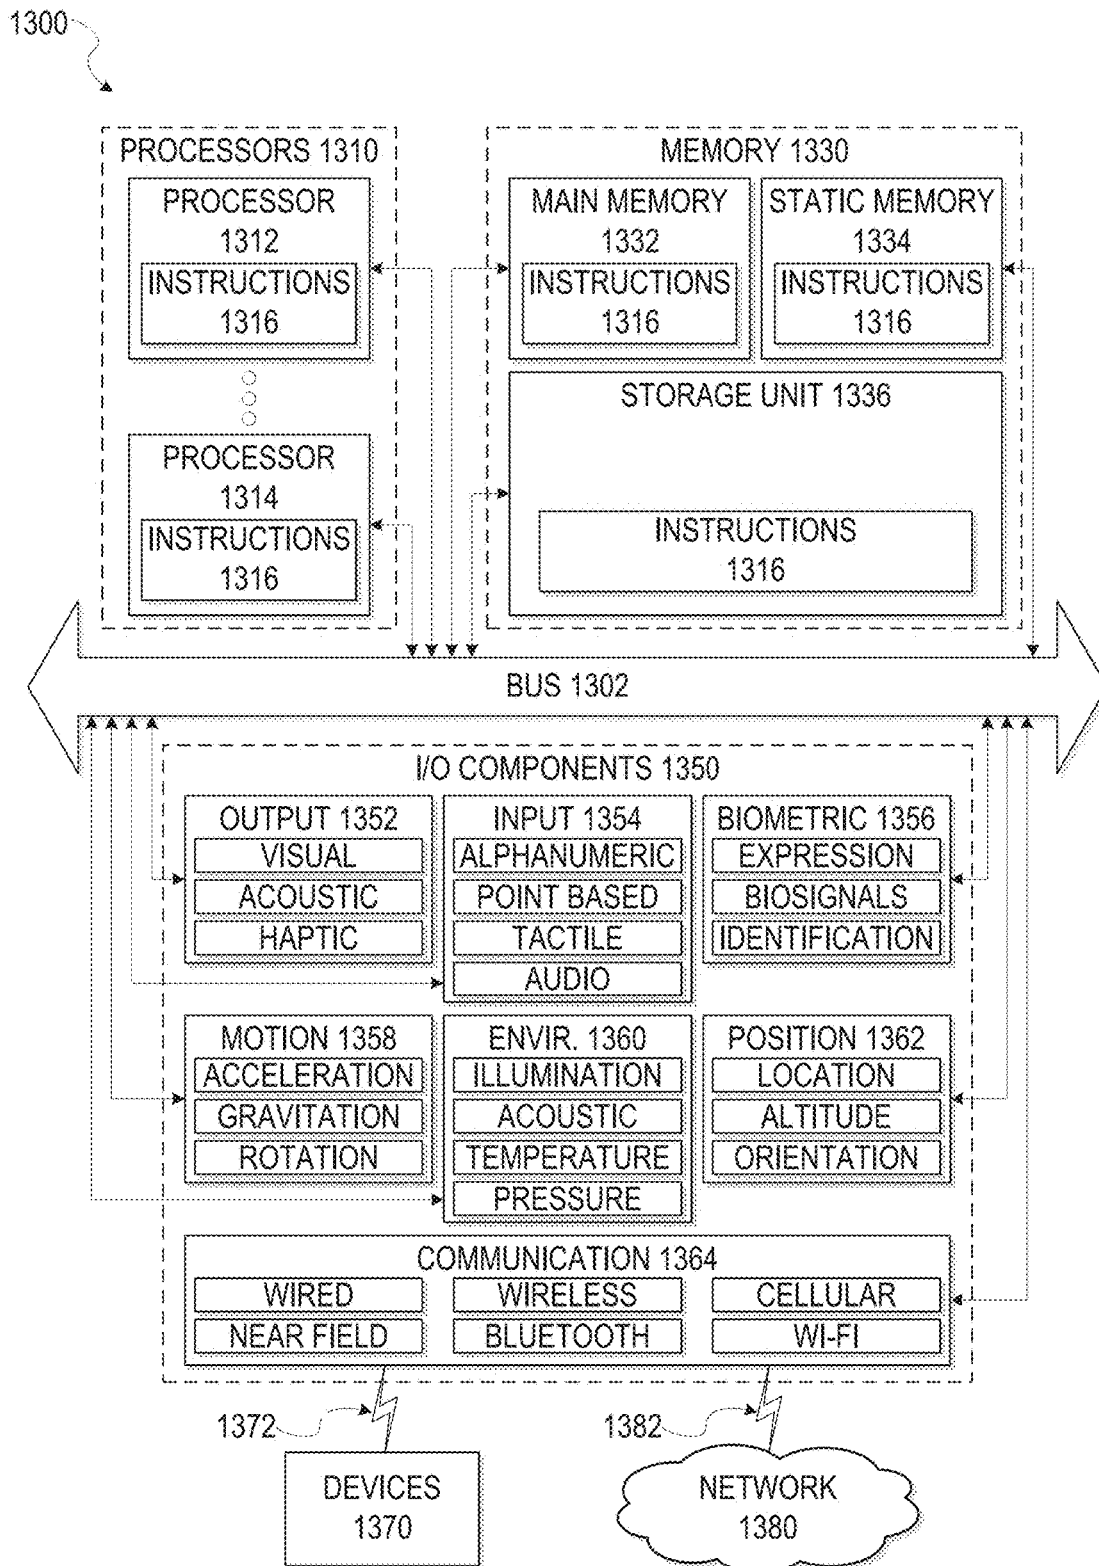 1300
PROCESSORS 1310
PROCESSOR
1312
INSTRUCTIONS
1316
PROCESSOR
1314
INSTRUCTIONS
1316
MEMORY 1330
MAIN MEMORY
1332
INSTRUCTIONS
1316
STATIC MEMORY
1334
INSTRUCTIONS
1316
STORAGE UNIT 1336
INSTRUCTIONS
1316
BUS 1302
I/O COMPONENTS 1350
OUTPUT 1352
VISUAL
ACOUSTIC
HAPTIC
INPUT 1354
ALPHANUMERIC
POINT BASED
TACTILE
AUDIO
BIOMETRIC 1356
EXPRESSION
BIOSIGNALS
IDENTIFICATION
MOTION 1358
ACCELERATION
GRAVITATION
ROTATION
ENVIR. 1360
ILLUMINATION
ACOUSTIC
TEMPERATURE
PRESSURE
POSITION 1362
LOCATION
ALTITUDE
ORIENTATION
COMMUNICATION 1364
WIRED
WIRELESS
CELLULAR
NEAR FIELD
BLUETOOTH
WI-FI
1372
1382
DEVICES
1370
NETWORK
1380